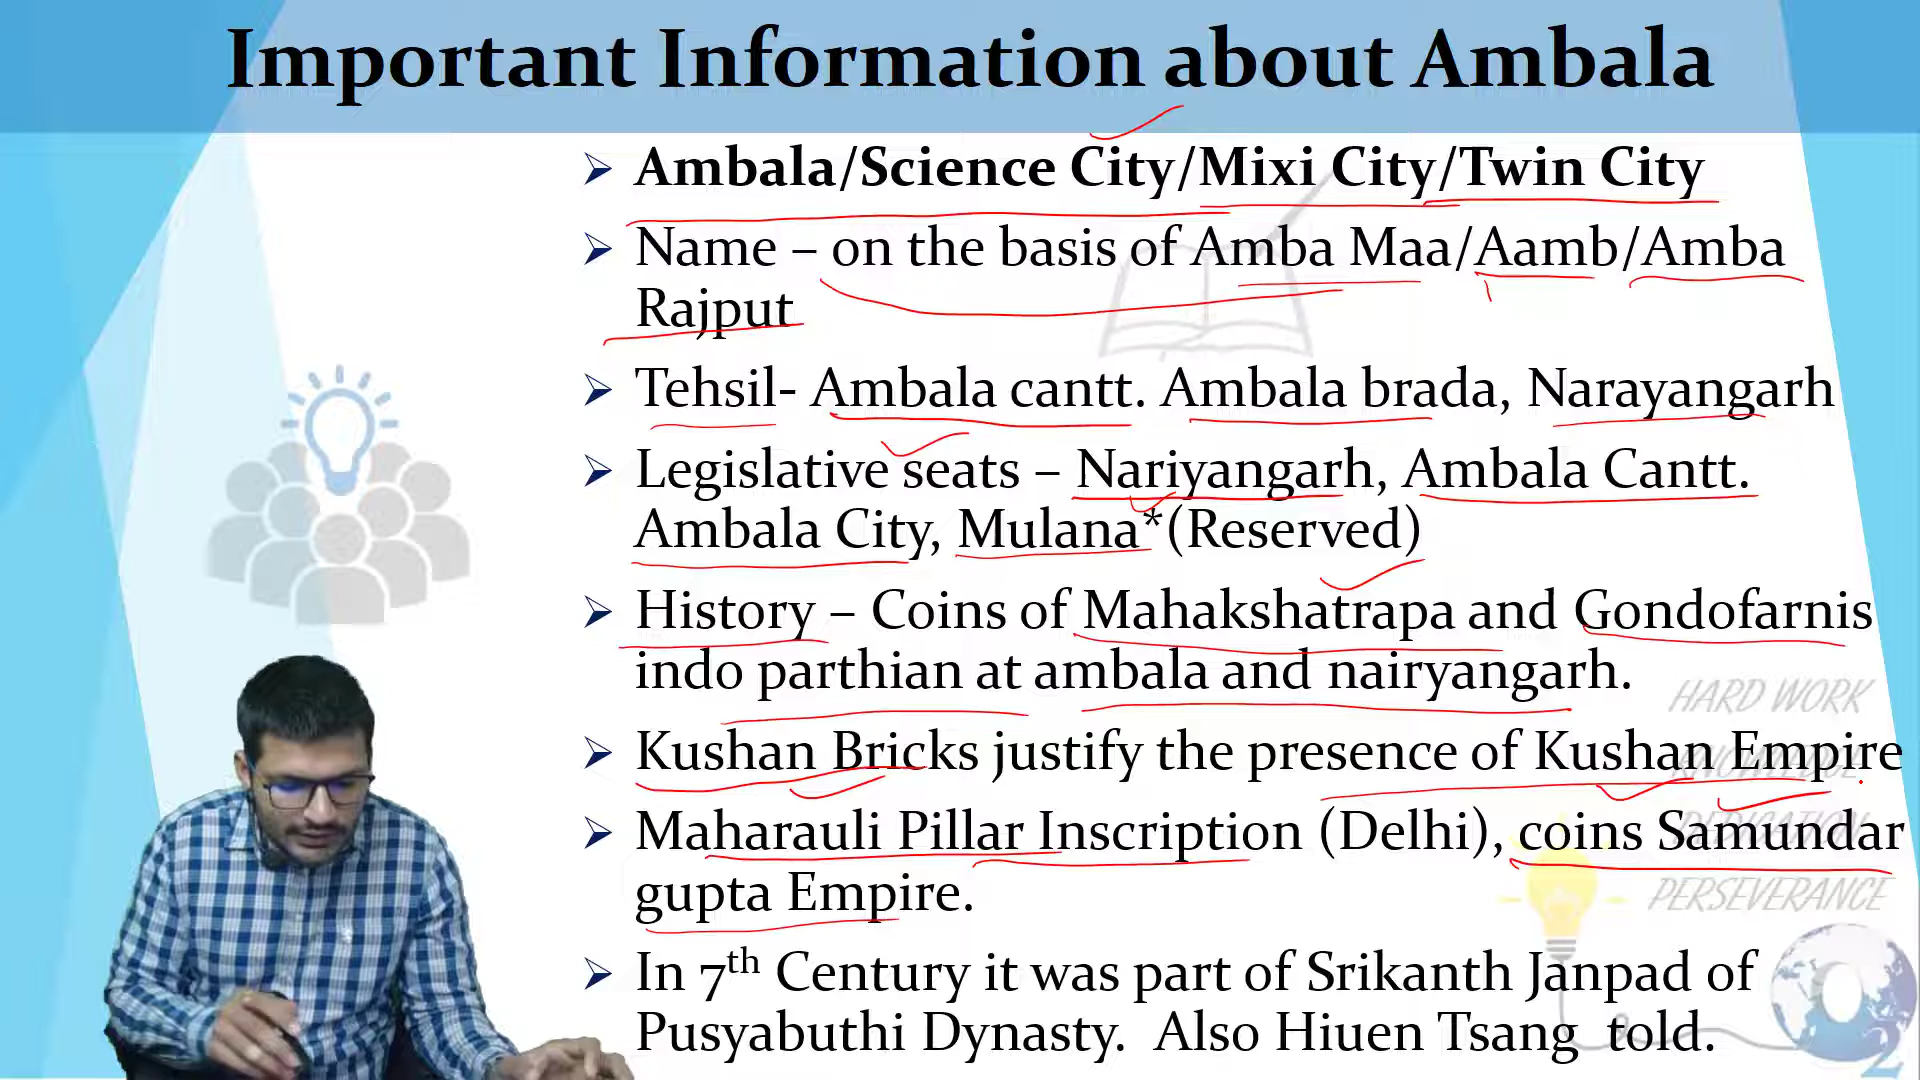 Important Information about Ambala
Ambala/Science City/Mixi City/Twin City
Name – on the basis of Amba Maa/Aamb/Amba
Rajput
Tehsil- Ambala cantt. Ambala brada, Narayangarh
Legislative seats – Nariyangarh, Ambala Cantt.
Ambala City, Mulana*(Reserved)
History – Coins of Mahakshatrapa and Gondofarnis
indo parthian at ambala and nairyangarh.
Kushan Bricks justify the presence of Kushan Empire
Maharauli Pillar Inscription (Delhi), coins Samundar
gupta Empire.
In 7th Century it was part of Srikanth Janpad of
Pusyabuthi Dynasty. Also Hiuen Tsang told.
HARD WORK
KNOWLEDGE
DEDICATION
PERSEVERANCE
O2